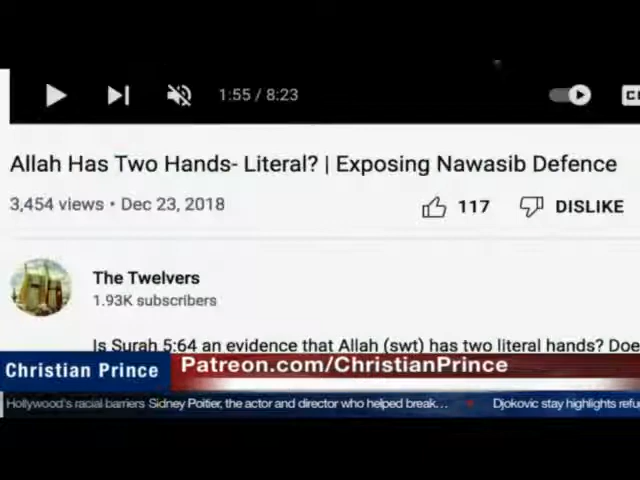 1:55 / 8:23
Allah Has Two Hands- Literal? | Exposing Nawasib Defence
3,454 views • Dec 23, 2018
117
DISLIKE
The Twelvers
1.93K subscribers
Is Surah 5:64 an evidence that Allah (swt) has two literal hands? Doe
Christian Prince
Patreon.com/ChristianPrince
Hollywood's racial barriers Sidney Poitier, the actor and director who helped break... Djokovic stay highlights refu